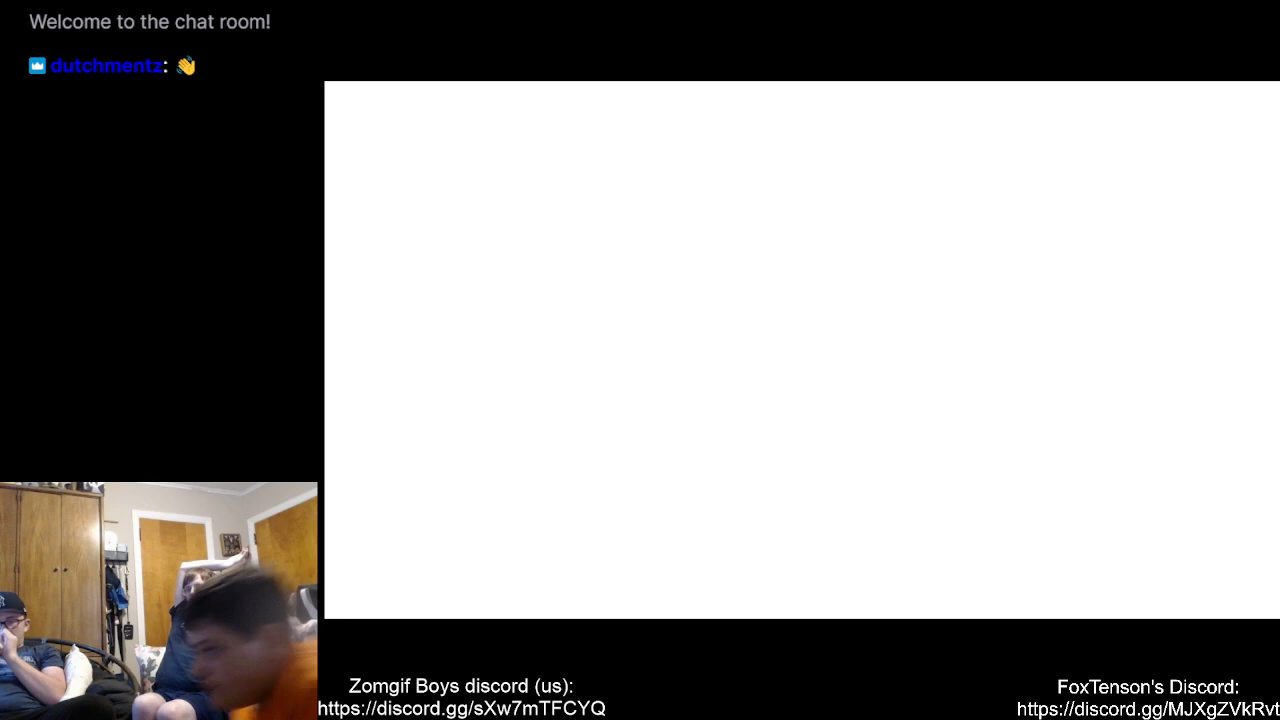 Welcome to the chat room!
dutchmentz: 👋
Zomgif Boys discord (us):
https://discord.gg/sXw7mTFCYQ
FoxTenson's Discord:
https://discord.gg/MJXgZVkRvt